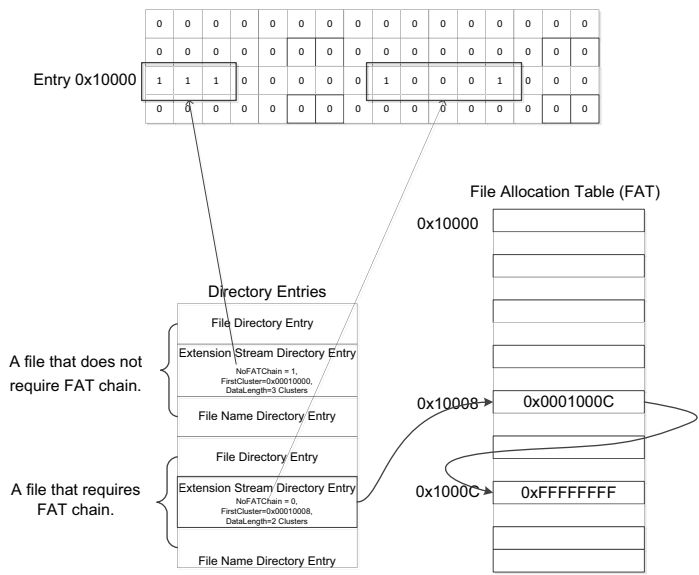 0 0 0 0 0 0 0 0 0 0 0 0 0 0 0 0
0 0 0 0 0 0 0 0 0 0 0 0 0 0 0 0
Entry 0x10000 1 1 1 0 0 0 0 0 1 0 0 0 1 0 0 0
0 0 0 0 0 0 0 0 0 0 0 0 0 0 0 0
File Allocation Table (FAT)
0x10000
Directory Entries
File Directory Entry
A file that does not
require FAT chain.
Extension Stream Directory Entry
NoFATChain = 1,
FirstCluster=0x00010000,
DataLength=3 Clusters
File Name Directory Entry
0x10008 0x0001000C
File Directory Entry
A file that requires
FAT chain.
Extension Stream Directory Entry
NoFATChain = 0,
FirstCluster=0x00010008,
DataLength=2 Clusters
File Name Directory Entry
0x1000C 0xFFFFFFFF